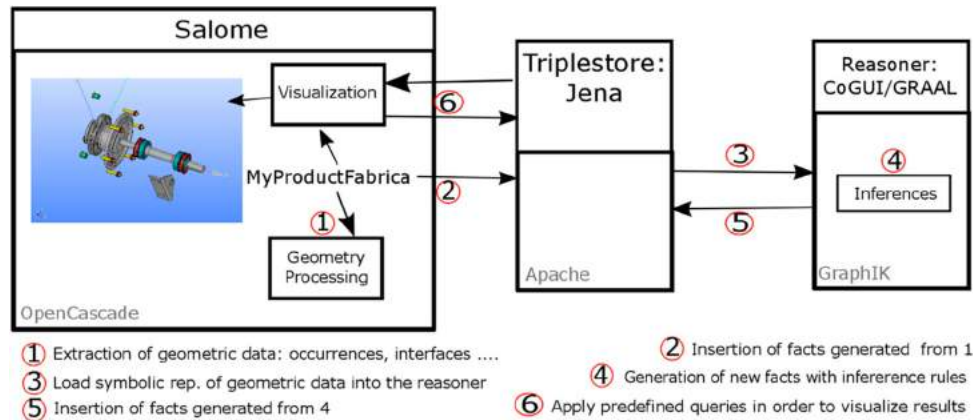 Salome
Visualization
MyProductFabrica
1
Geometry
Processing
OpenCascade
6
2
Triplestore:
Jena
Apache
3
5
Reasoner:
CoGUI/GRAAL
4
Inferences
GraphIK
1 Extraction of geometric data: occurrences, interfaces ....
3 Load symbolic rep. of geometric data into the reasoner
5 Insertion of facts generated from 4
2 Insertion of facts generated from 1
4 Generation of new facts with inference rules
6 Apply predefined queries in order to visualize results